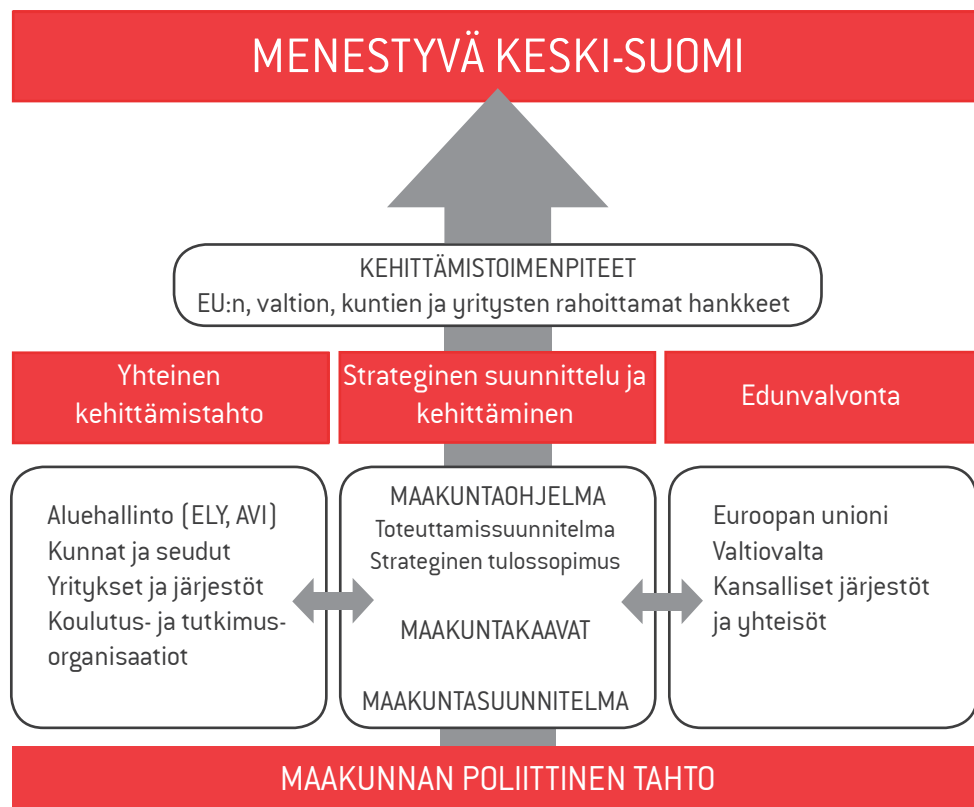 MENESTYVÄ KESKI-SUOMI
KEHITTÄMISTOIMENPITEET
EU:n, valtion, kuntien ja yritysten rahoittamat hankkeet
Yhteinen
kehittämistahto
Strateginen suunnittelu ja
kehittäminen
Edunvalvonta
Aluehallinto (ELY, AVI)
Kunnat ja seudut
Yritykset ja järjestöt
Koulutus- ja tutkimus-
organisaatiot
MAAKUNTAOHJELMA
Toteuttamissuunnitelma
Strateginen tulossopimus
MAAKUNTAKAAVAT
MAAKUNTASUUNNITELMA
Euroopan unioni
Valtiovalta
Kansalliset järjestöt
ja yhteisöt
MAAKUNNAN POLIITTINEN TAHTO